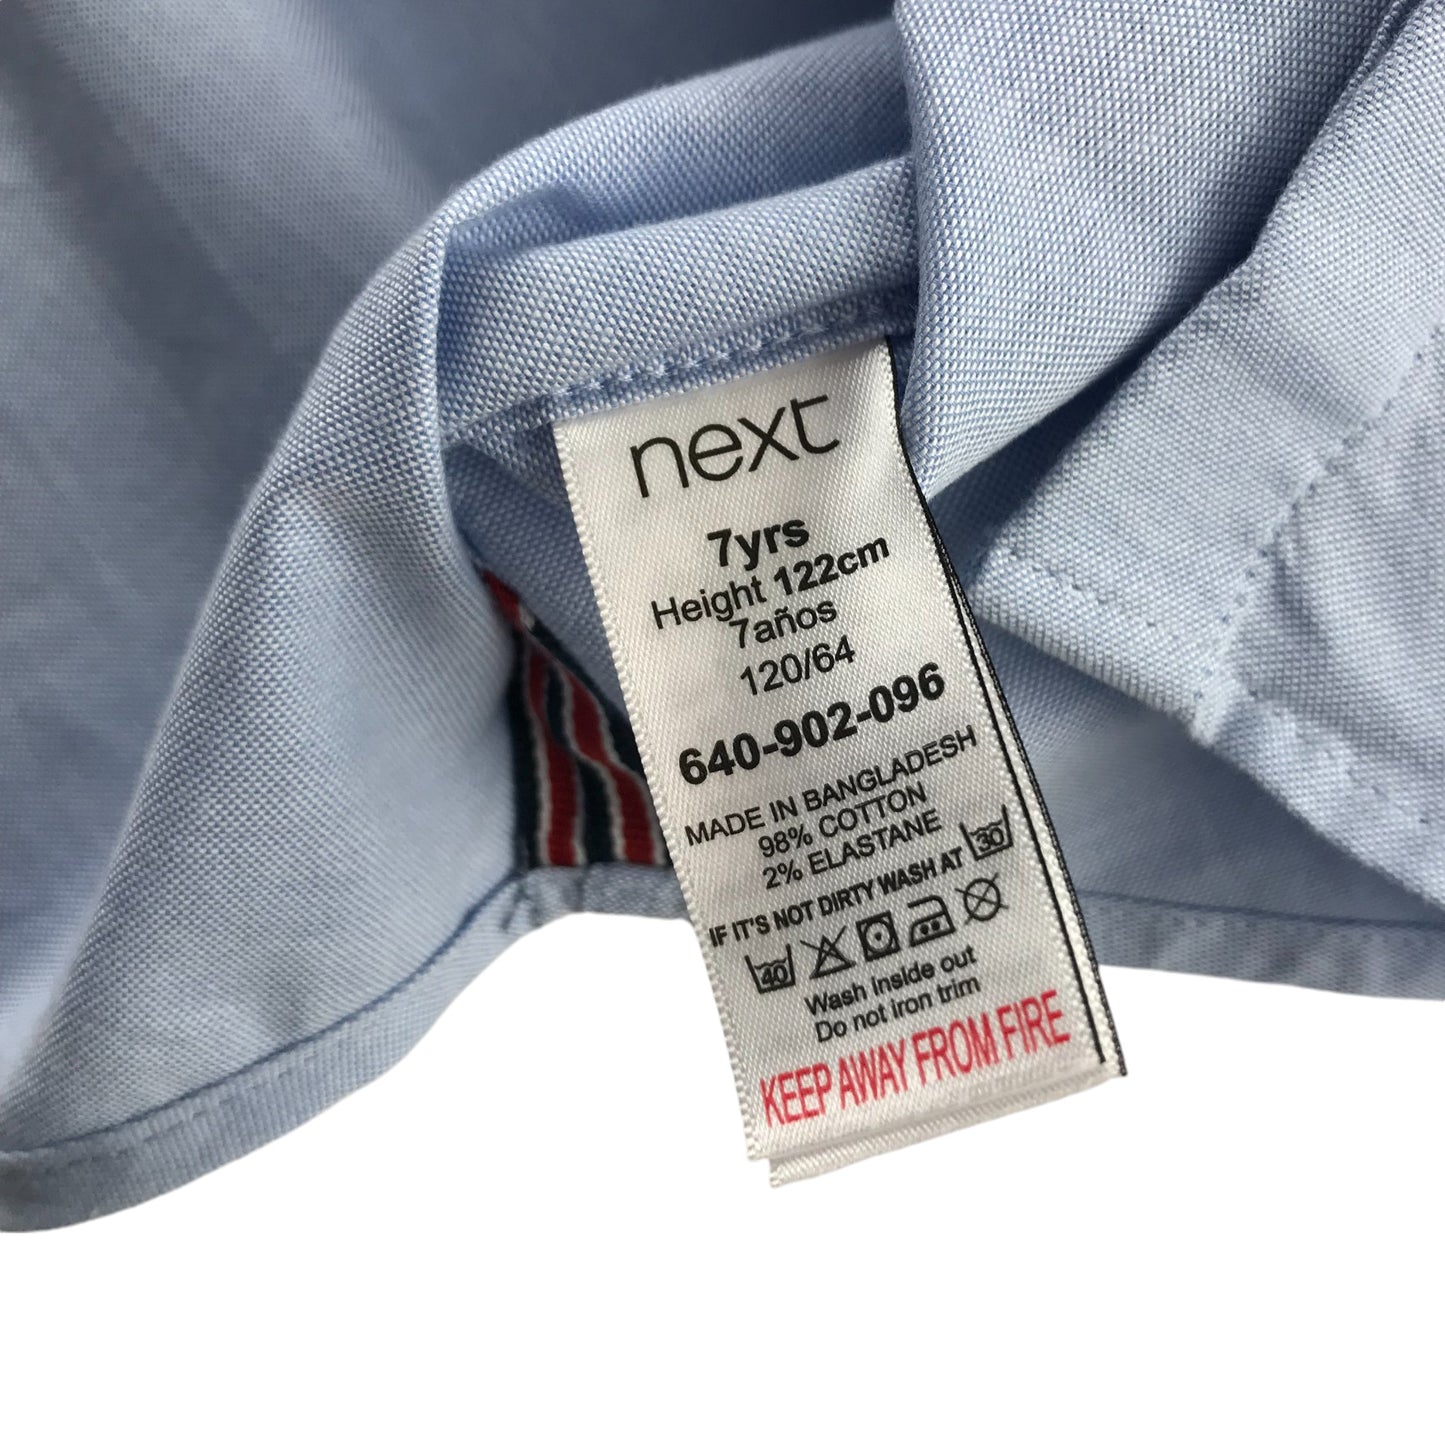 next
7yrs
Height 122cm
7años
120/64
640-902-096
MADE IN BANGLADESH
98% COTTON
2% ELASTANE
IF IT'S NOT DIRTY WASH AT 30
40
Wash inside out
Do not iron trim
KEEP AWAY FROM FIRE